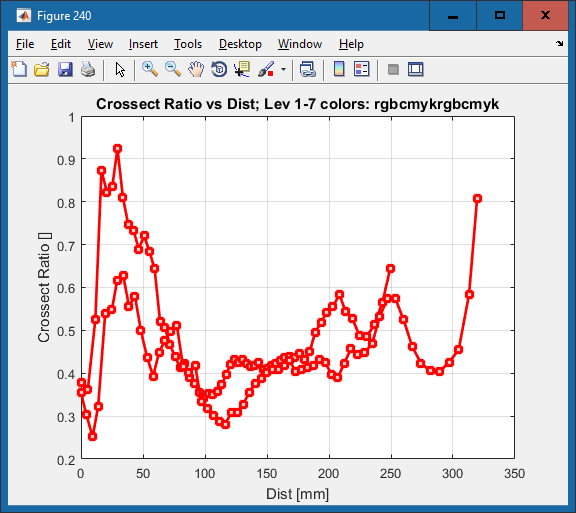 Figure 240
File Edit View Insert Tools Desktop Window Help
Crossect Ratio vs Dist; Lev 1-7 colors: rgbcmykrgbcmyk
1
0.9
0.8
0.7
0.6
0.5
0.4
0.3
0.2
Crossect Ratio []
0 50 100 150 200 250 300 350
Dist [mm]